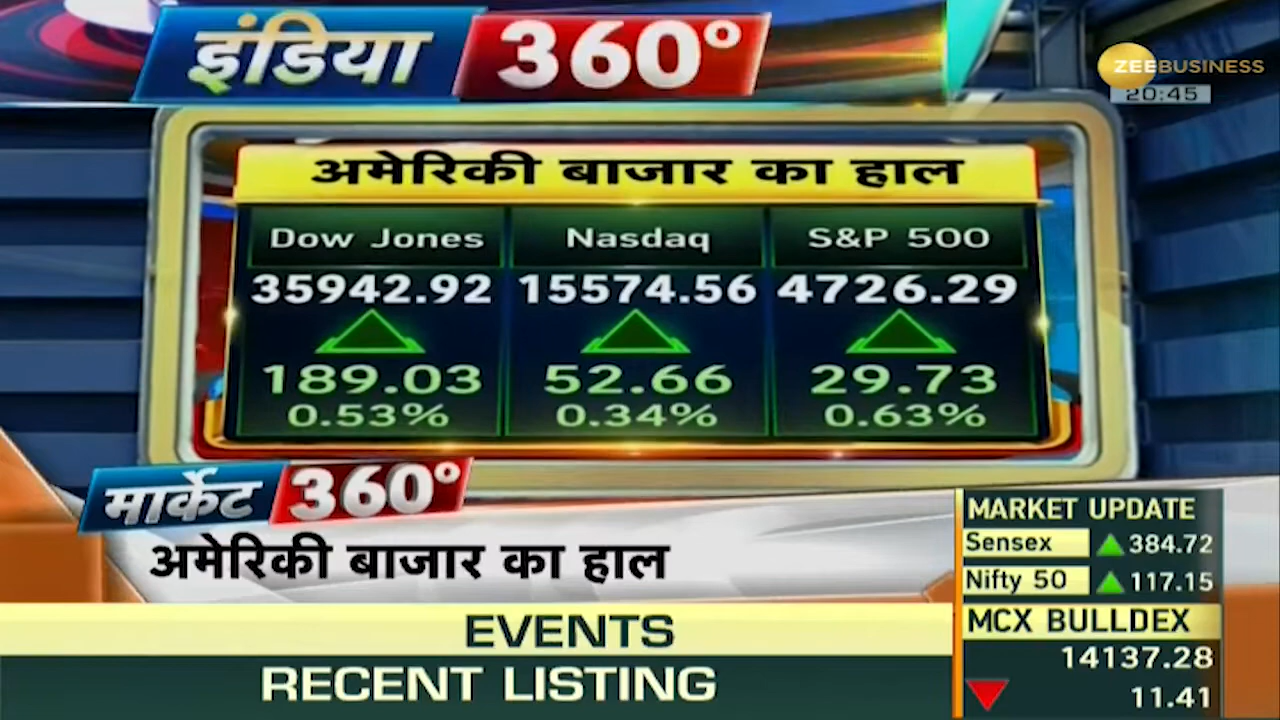 इंडिया 360°
ZEEBUSINESS
20:45
अमेरिकी बाजार का हाल
Dow Jones Nasdaq S&P 500
35942.92 15574.56 4726.29
189.03 52.66 29.73
0.53% 0.34% 0.63%
मार्केट 360°
अमेरिकी बाजार का हाल
MARKET UPDATE
Sensex 384.72
Nifty 50 117.15
MCX BULLDEX
14137.28
11.41
EVENTS
RECENT LISTING